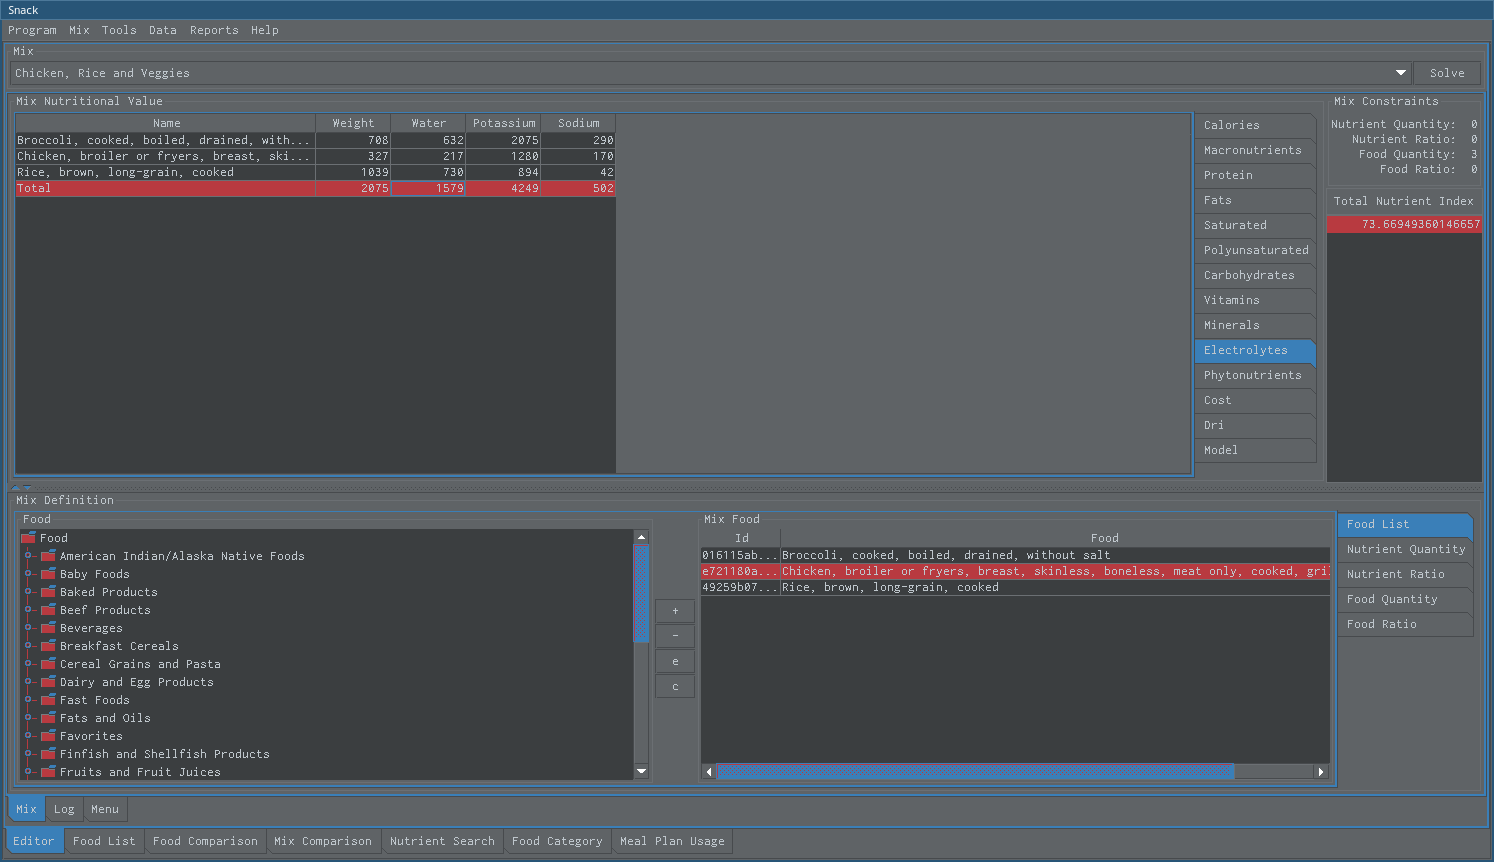 Snack
Program Mix Tools Data Reports Help
Mix
Chicken, Rice and Veggies Solve
Mix Nutritional Value
Name Weight Water Potassium Sodium
Broccoli, cooked, boiled, drained, with... 708 632 2075 290
Chicken, broiler or fryers, breast, ski... 327 217 1280 170
Rice, brown, long-grain, cooked 1039 730 894 42
Total 2075 1579 4249 502
Calories
Macronutrients
Protein
Fats
Saturated
Polyunsaturated
Carbohydrates
Vitamins
Minerals
Electrolytes
Phytonutrients
Cost
Dri
Model
Mix Constraints
Nutrient Quantity: 0
Nutrient Ratio: 0
Food Quantity: 3
Food Ratio: 0
Total Nutrient Index
73.66949360146657
Mix Definition
Food
Food
American Indian/Alaska Native Foods
Baby Foods
Baked Products
Beef Products
Beverages
Breakfast Cereals
Cereal Grains and Pasta
Dairy and Egg Products
Fast Foods
Fats and Oils
Favorites
Finfish and Shellfish Products
Fruits and Fruit Juices
+
-
e
c
Mix Food
Id Food
016115ab... Broccoli, cooked, boiled, drained, without salt
e721180a... Chicken, broiler or fryers, breast, skinless, boneless, meat only, cooked, gril
49259b07... Rice, brown, long-grain, cooked
Food List
Nutrient Quantity
Nutrient Ratio
Food Quantity
Food Ratio
Mix Log Menu
Editor Food List Food Comparison Mix Comparison Nutrient Search Food Category Meal Plan Usage